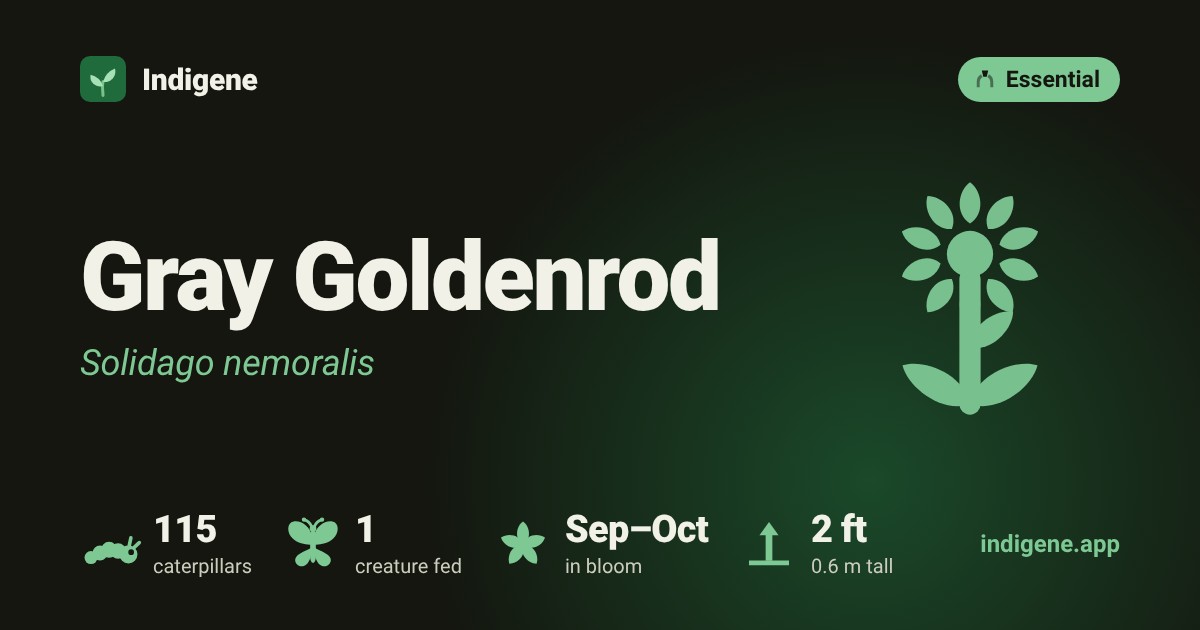 Indigene
Essential
Gray Goldenrod
Solidago nemoralis
115
caterpillars
1
creature fed
Sep–Oct
in bloom
2 ft
0.6 m tall
indigene.app